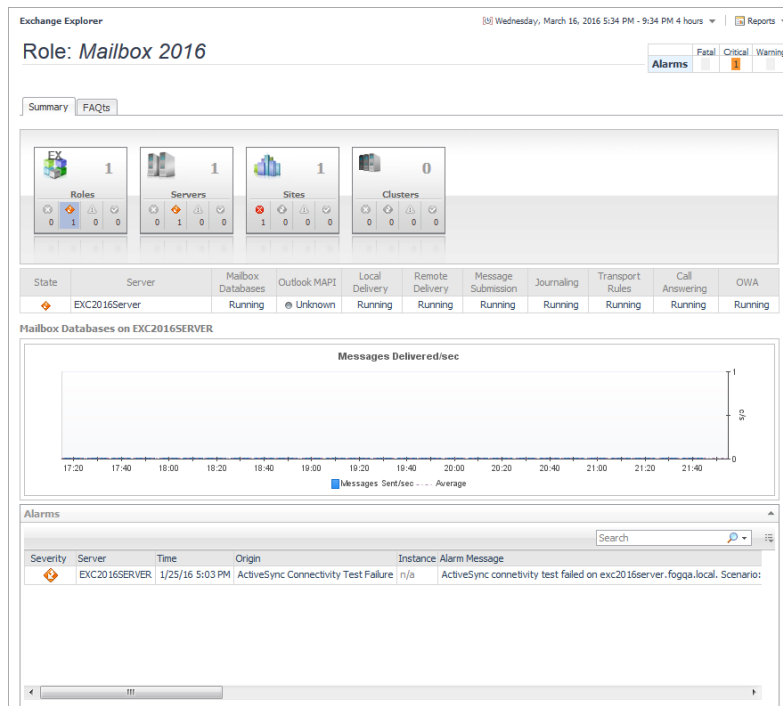 Exchange Explorer
Wednesday, March 16, 2016 5:34 PM - 9:34 PM 4 hours
Reports
Role: Mailbox 2016
Fatal Critical Warning
Alarms 1
Summary FAQts
EX
1 1 1 0
Roles Servers Sites Clusters
0 1 0 0 0 1 0 0 1 0 0 0 0 0 0 0
State Server Mailbox Databases Outlook MAPI Local Delivery Remote Delivery Message Submission Journaling Transport Rules Call Answering OWA
EXC2016Server Running Unknown Running Running Running Running Running Running Running
Mailbox Databases on EXC2016SERVER
Messages Delivered/sec
1
c/s
0
17:20 17:40 18:00 18:20 18:40 19:00 19:20 19:40 20:00 20:20 20:40 21:00 21:20 21:40
Messages Sent/sec Average
Alarms
Search
Severity Server Time Origin Instance Alarm Message
EXC2016SERVER 1/25/16 5:03 PM ActiveSync Connectivity Test Failure n/a ActiveSync connetivity test failed on exc2016server.fogqa.local. Scenario: